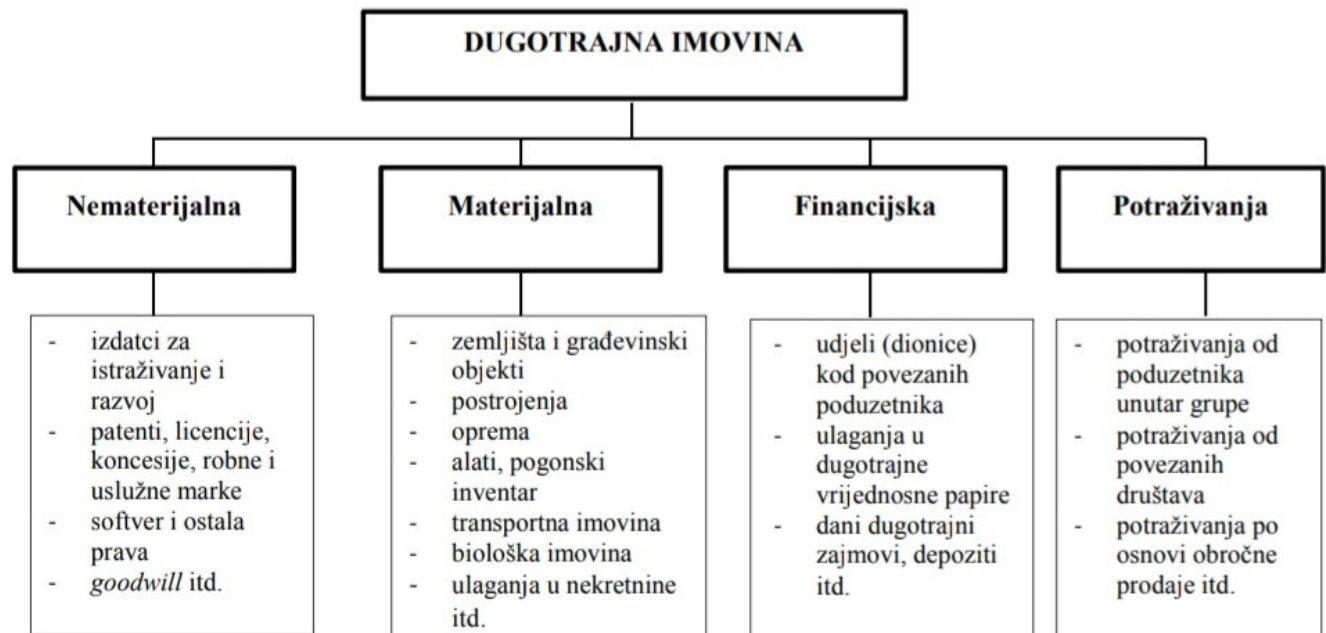 DUGOTRAJNA IMOVINA
Nematerijalna
Materijalna
Financijska
Potraživanja
- izdatci za
istraživanje i
razvoj
- patenti, licencije,
koncesije, robne i
uslužne marke
- softver i ostala
prava
- goodwill itd.
- zemljišta i građevinski
objekti
- postrojenja
- oprema
- alati, pogonski
inventar
- transportna imovina
- biološka imovina
- ulaganja u nekretnine
itd.
- udjeli (dionice)
kod povezanih
poduzetnika
- ulaganja u
dugotrajne
vrijednosne papire
- dani dugotrajni
zajmovi, depoziti
itd.
- potraživanja od
poduzetnika
unutar grupe
- potraživanja od
povezanih
društava
- potraživanja po
osnovi obročne
prodaje itd.